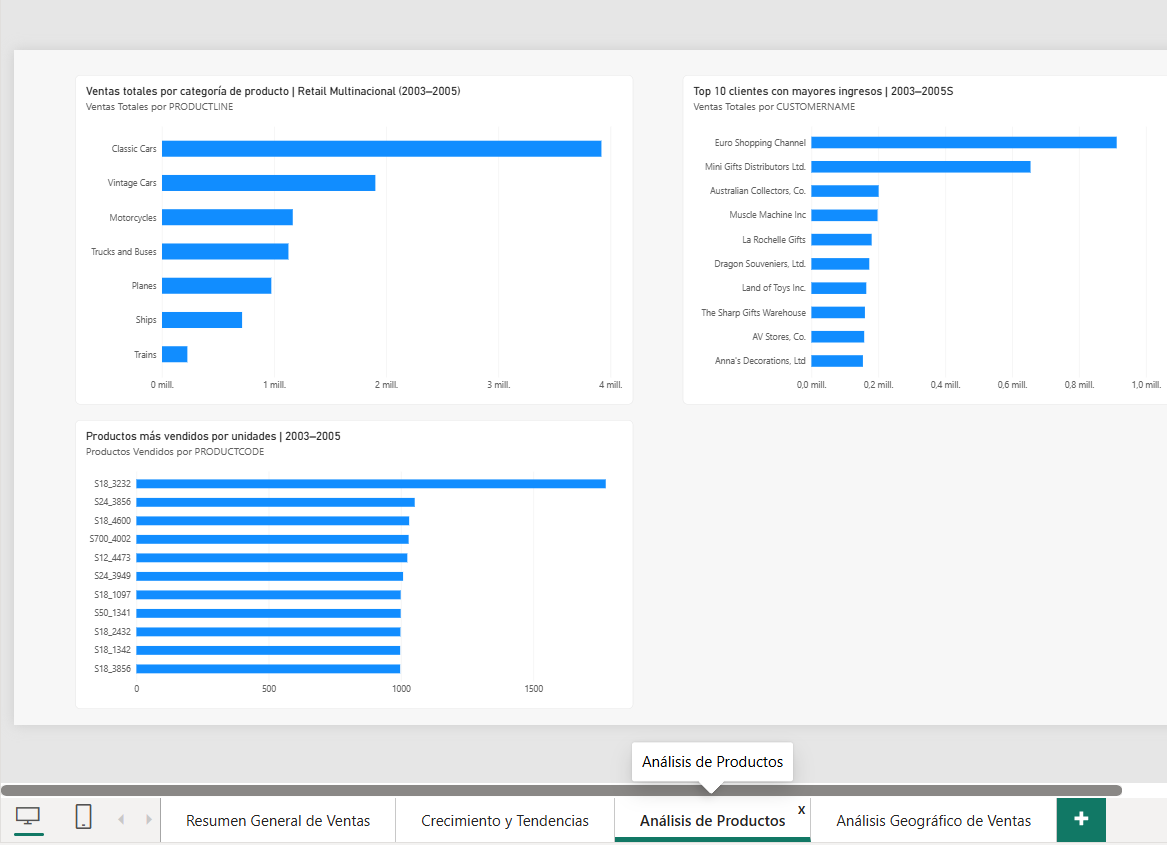 Ventas totales por categoría de producto | Retail Multinacional (2003–2005)
Ventas Totales por PRODUCTLINE
Classic Cars
Vintage Cars
Motorcycles
Trucks and Buses
Planes
Ships
Trains
0 mill. 1 mill. 2 mill. 3 mill. 4 mill.
Top 10 clientes con mayores ingresos | 2003–2005S
Ventas Totales por CUSTOMERNAME
Euro Shopping Channel
Mini Gifts Distributors Ltd.
Australian Collectors, Co.
Muscle Machine Inc
La Rochelle Gifts
Dragon Souveniers, Ltd.
Land of Toys Inc.
The Sharp Gifts Warehouse
AV Stores, Co.
Anna's Decorations, Ltd
0,0 mill. 0,2 mill. 0,4 mill. 0,6 mill. 0,8 mill. 1,0 mill.
Productos más vendidos por unidades | 2003–2005
Productos Vendidos por PRODUCTCODE
S18_3232
S24_3856
S18_4600
S700_4002
S12_4473
S24_3949
S18_1097
S50_1341
S18_2432
S18_1342
S18_3856
0 500 1000 1500
Análisis de Productos
Resumen General de Ventas
Crecimiento y Tendencias
Análisis de Productos x
Análisis Geográfico de Ventas
+